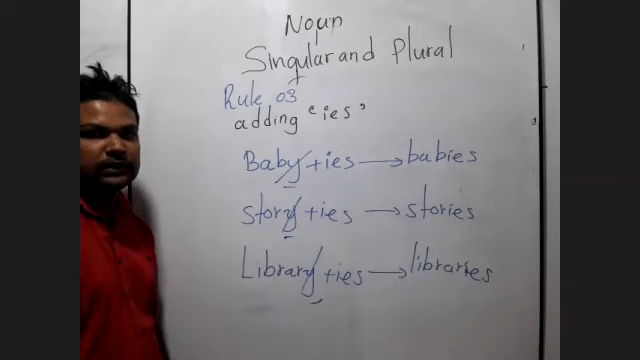 Noun
Singular and Plural
Rule 03
adding 'ies'
Baby + ies → babies
story + ies → stories
Library + ies → libraries